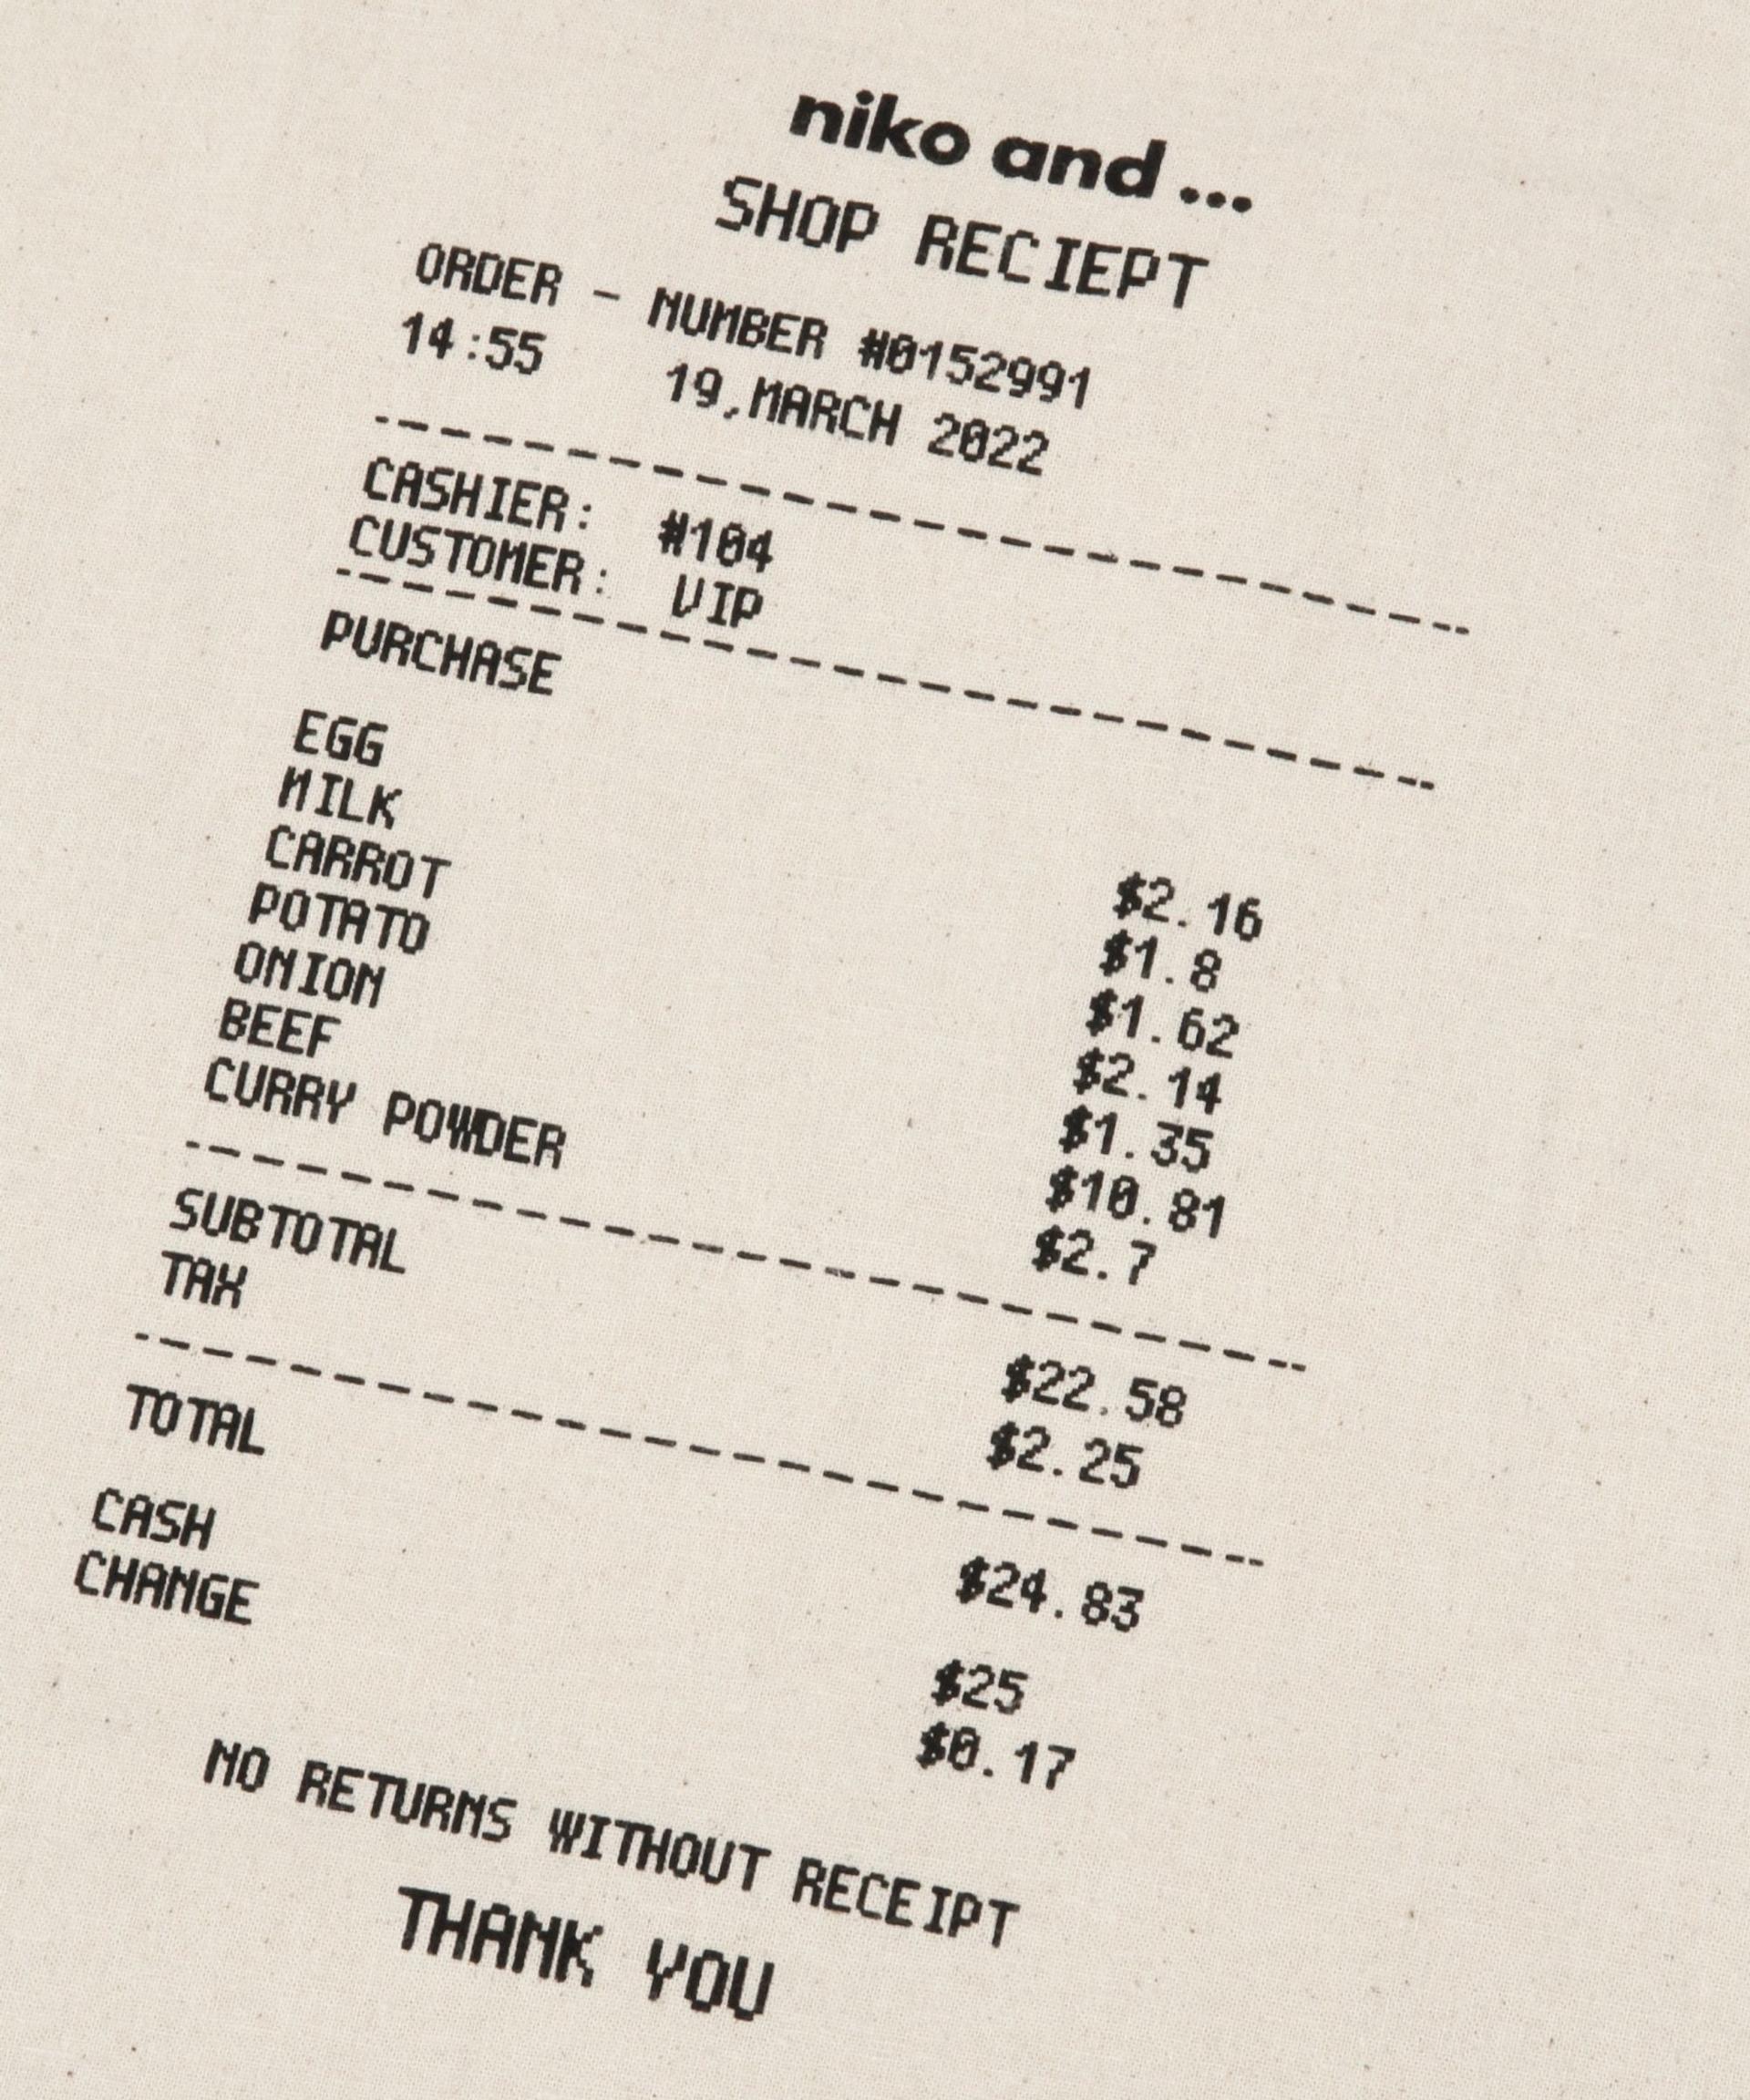 niko and ...
SHOP RECIEPT
ORDER - NUMBER #0152991
14:55 19,MARCH 2022
CASHIER: #104
CUSTOMER: VIP
PURCHASE
EGG $2.16
MILK $1.8
CARROT $1.62
POTATO $2.14
ONION $1.35
BEEF $10.81
CURRY POWDER $2.7
SUBTOTAL $22.58
TAX $2.25
TOTAL $24.83
CASH $25
CHANGE $0.17
NO RETURNS WITHOUT RECEIPT
THANK YOU